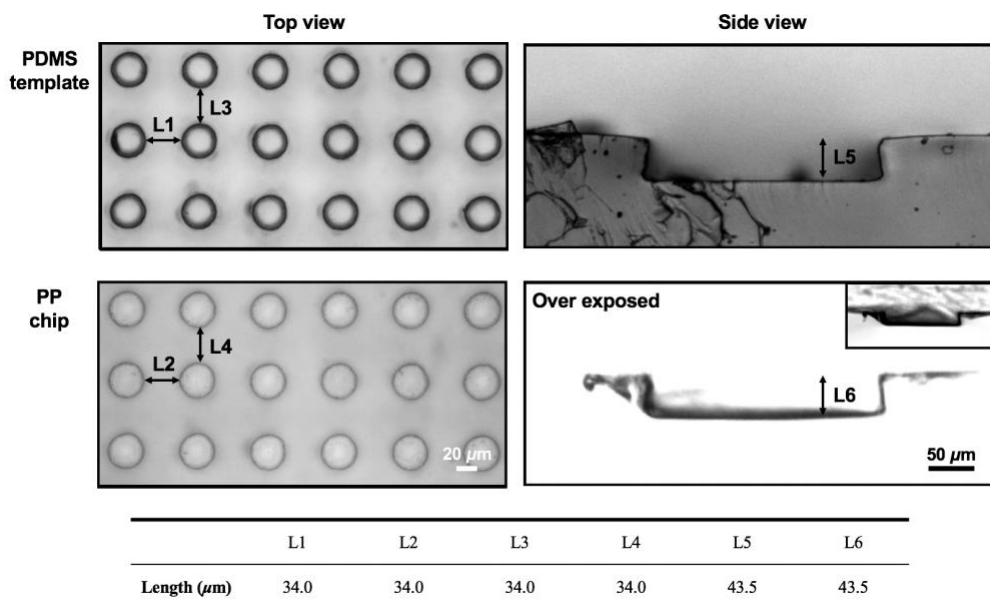 Top view
Side view
PDMS
template
L1
L3
L5
PP
chip
L2
L4
20 µm
Over exposed
L6
50 µm
L1 L2 L3 L4 L5 L6
Length (µm) 34.0 34.0 34.0 34.0 43.5 43.5